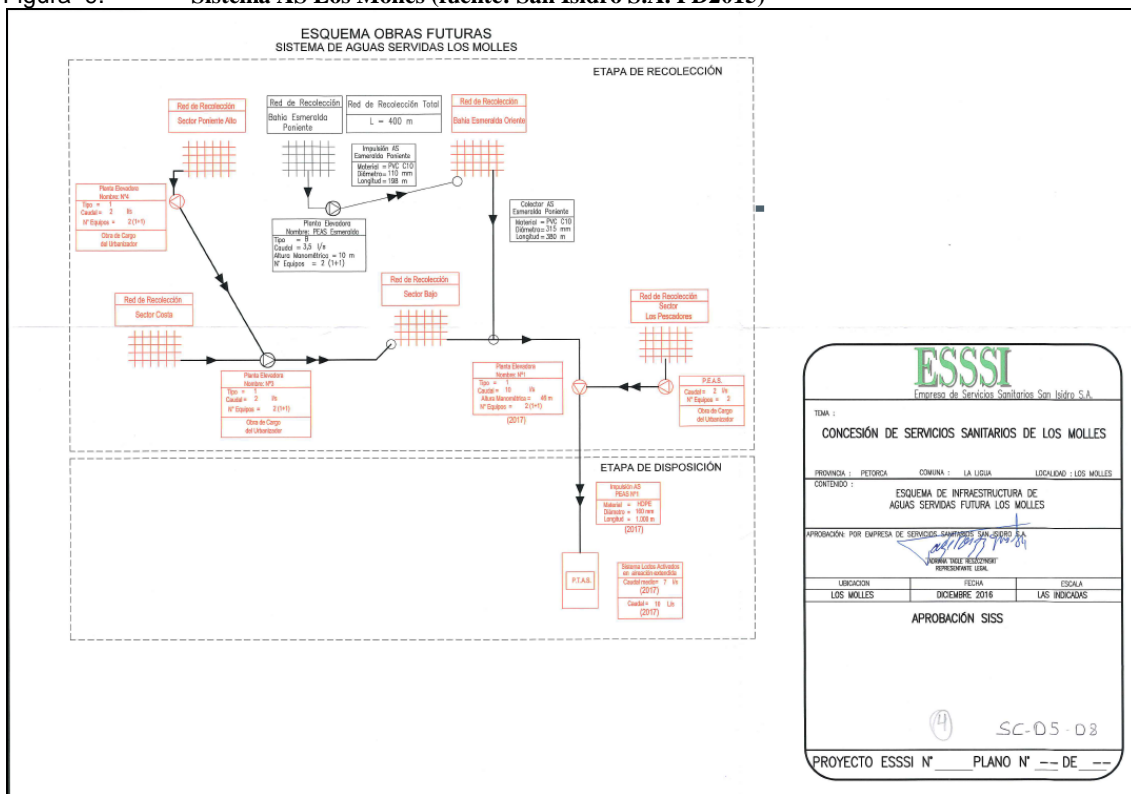 Sistema AS Los Molles (fuente: San Isidro S.A. PD2015)
ESQUEMA OBRAS FUTURAS
SISTEMA DE AGUAS SERVIDAS LOS MOLLES
ETAPA DE RECOLECCIÓN
Red de Recolección
Sector Poniente Alto
Red de Recolección
Bahía Esmeralda
Poniente
Red de Recolección Total
L = 400 m
Red de Recolección
Bahía Esmeralda Oriente
Impulsión AS
Esmeralda Poniente
Material = PVC C10
Diámetro = 110 mm
Longitud = 198 m
Planta Elevadora
Nombre: Nº4
Tipo = 1
Caudal = 2 l/s
Nº Equipos = 2 (1+1)
Obra de Cargo
del Urbanizador
Planta Elevadora
Nombre: PEAS Esmeralda
Tipo = B
Caudal = 3,5 l/s
Altura Manométrica = 10 m
N° Equipos = 2 (1+1)
Colector AS
Esmeralda Poniente
Material = PVC C10
Diámetro = 315 mm
Longitud = 380 m
Red de Recolección
Sector Costa
Red de Recolección
Sector Bajo
Red de Recolección
Sector
Los Pescadores
Planta Elevadora
Nombre: Nº3
Tipo = 1
Caudal = 2 l/s
Nº Equipos = 2 (1+1)
Obra de Cargo
del Urbanizador
Planta Elevadora
Nombre: Nº1
Tipo = 1
Caudal = 10 l/s
Altura Manométrica = 46 m
Nº Equipos = 2 (1+1)
(2017)
P.E.A.S.
Caudal = 2 l/s
Nº Equipos = 2
Obra de Cargo
del Urbanizador
ETAPA DE DISPOSICIÓN
Impulsión AS
PEAS Nº1
Material = HDPE
Diámetro = 160 mm
Longitud = 1,009 m
(2017)
P.T.A.S.
Sistema Lodos Activados
en aireación extendida
Caudal medio = 7 l/s
(2017)
Caudal = 16 l/s
(2017)
ESSSI
Empresa de Servicios Sanitarios San Isidro S.A.
TEMA :
CONCESIÓN DE SERVICIOS SANITARIOS DE LOS MOLLES
PROVINCIA : PETORCA COMUNA : LA LIGUA LOCALIDAD : LOS MOLLES
CONTENIDO :
ESQUEMA DE INFRAESTRUCTURA DE
AGUAS SERVIDAS FUTURA LOS MOLLES
APROBACIÓN: POR EMPRESA DE SERVICIOS SANITARIOS SAN ISIDRO S.A.
REPRESENTANTE LEGAL
UBICACION FECHA ESCALA
LOS MOLLES DICIEMBRE 2016 LAS INDICADAS
APROBACIÓN SISS
4
SC-05-08
PROYECTO ESSSI N° PLANO N° -- DE --